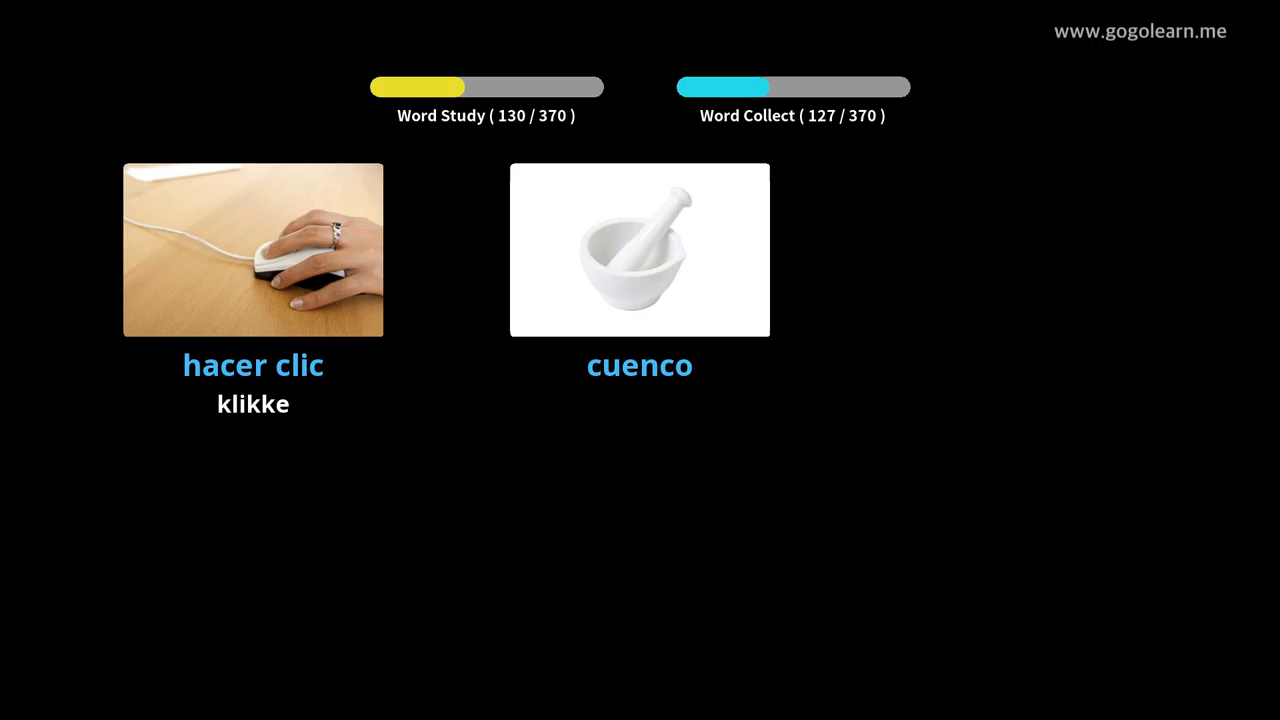 www.gogolearn.me
Word Study ( 130 / 370 )
Word Collect ( 127 / 370 )
hacer clic
cuenco
klikke